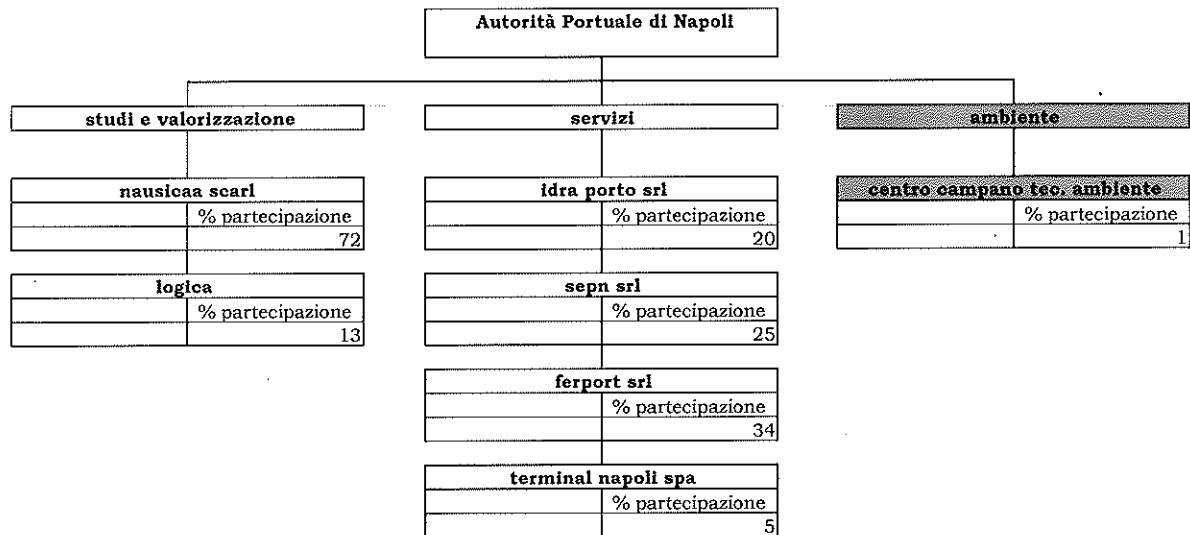 Autorità Portuale di Napoli
studi e valorizzazione
servizi
ambiente
nausicaa scarl
% partecipazione
72
logica
% partecipazione
13
idra porto srl
% partecipazione
20
sepn srl
% partecipazione
25
ferport srl
% partecipazione
34
terminal napoli spa
% partecipazione
5
centro campano tec. ambiente
% partecipazione
1